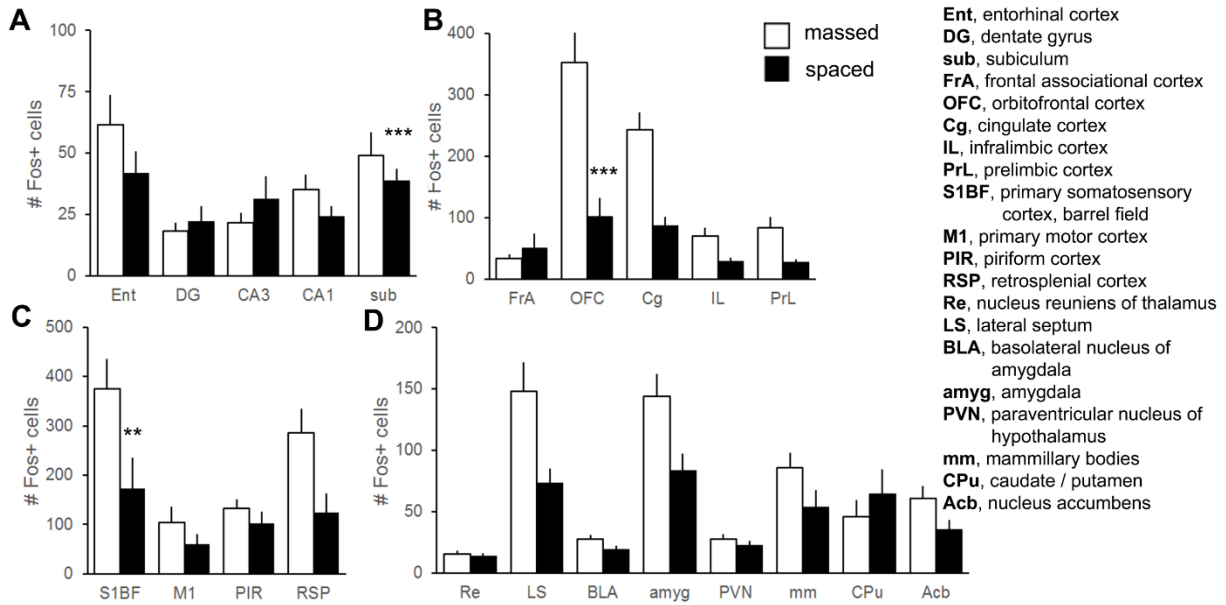 A
# Fos+ cells
100
75
50
25
0
***
Ent DG CA3 CA1 sub
B
# Fos+ cells
400
300
200
100
0
***
FrA OFC Cg IL PrL
massed
spaced
C
# Fos+ cells
500
400
300
200
100
0
**
S1BF M1 PIR RSP
D
# Fos+ cells
200
150
100
50
0
Re LS BLA amyg PVN mm CPu Acb
Ent, entorhinal cortex
DG, dentate gyrus
sub, subiculum
FrA, frontal associational cortex
OFC, orbitofrontal cortex
Cg, cingulate cortex
IL, infralimbic cortex
PrL, prelimbic cortex
S1BF, primary somatosensory
cortex, barrel field
M1, primary motor cortex
PIR, piriform cortex
RSP, retrosplenial cortex
Re, nucleus reuniens of thalamus
LS, lateral septum
BLA, basolateral nucleus of
amygdala
amyg, amygdala
PVN, paraventricular nucleus of
hypothalamus
mm, mammillary bodies
CPu, caudate / putamen
Acb, nucleus accumbens